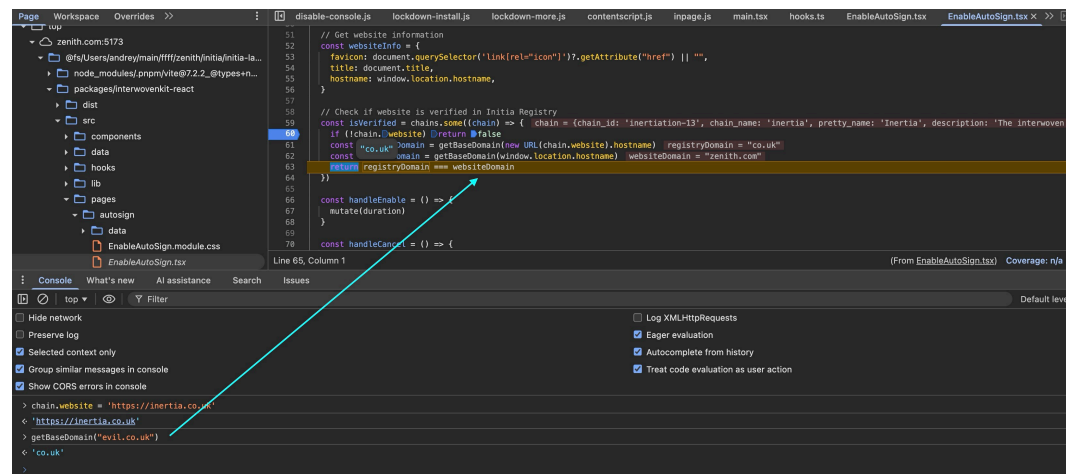 Page Workspace Overrides
disable-console.js lockdown-install.js lockdown-more.js contentscript.js inpage.js main.tsx hooks.ts EnableAutoSign.tsx EnableAutoSign.tsx
top
zenith.com:5173
@fs/Users/andrey/main/ffff/zenith/initia/initia-la...
node_modules/.pnpm/vite@7.2.2_@types+n...
packages/interwovenkit-react
dist
src
components
data
hooks
lib
pages
autosign
data
EnableAutoSign.module.css
EnableAutoSign.tsx
51 // Get website information
52 const websiteInfo = {
53 favicon: document.querySelector('link[rel="icon"]')?.getAttribute("href") || "",
54 title: document.title,
55 hostname: window.location.hostname,
56 }
57
58 // Check if website is verified in Initia Registry
59 const isVerified = chains.some((chain) => { chain = {chain_id: 'inertiation-13', chain_name: 'inertia', pretty_name: 'Inertia', description: 'The interwoven
60 if (!chain.website) return false
61 const Domain = getBaseDomain(new URL(chain.website).hostname) registryDomain = "co.uk"
"co.uk"
62 const omain = getBaseDomain(window.location.hostname) websiteDomain = "zenith.com"
63 return registryDomain === websiteDomain
64 })
65
66 const handleEnable = () => {
67 mutate(duration)
68 }
69
70 const handleCancel = () => {
Line 65, Column 1 (From EnableAutoSign.tsx) Coverage: n/a
Console What's new AI assistance Search Issues
top Filter Default leve
Hide network Log XMLHttpRequests
Preserve log Eager evaluation
Selected context only Autocomplete from history
Group similar messages in console Treat code evaluation as user action
Show CORS errors in console
> chain.website = 'https://inertia.co.uk'
'https://inertia.co.uk'
> getBaseDomain("evil.co.uk")
'co.uk'
>